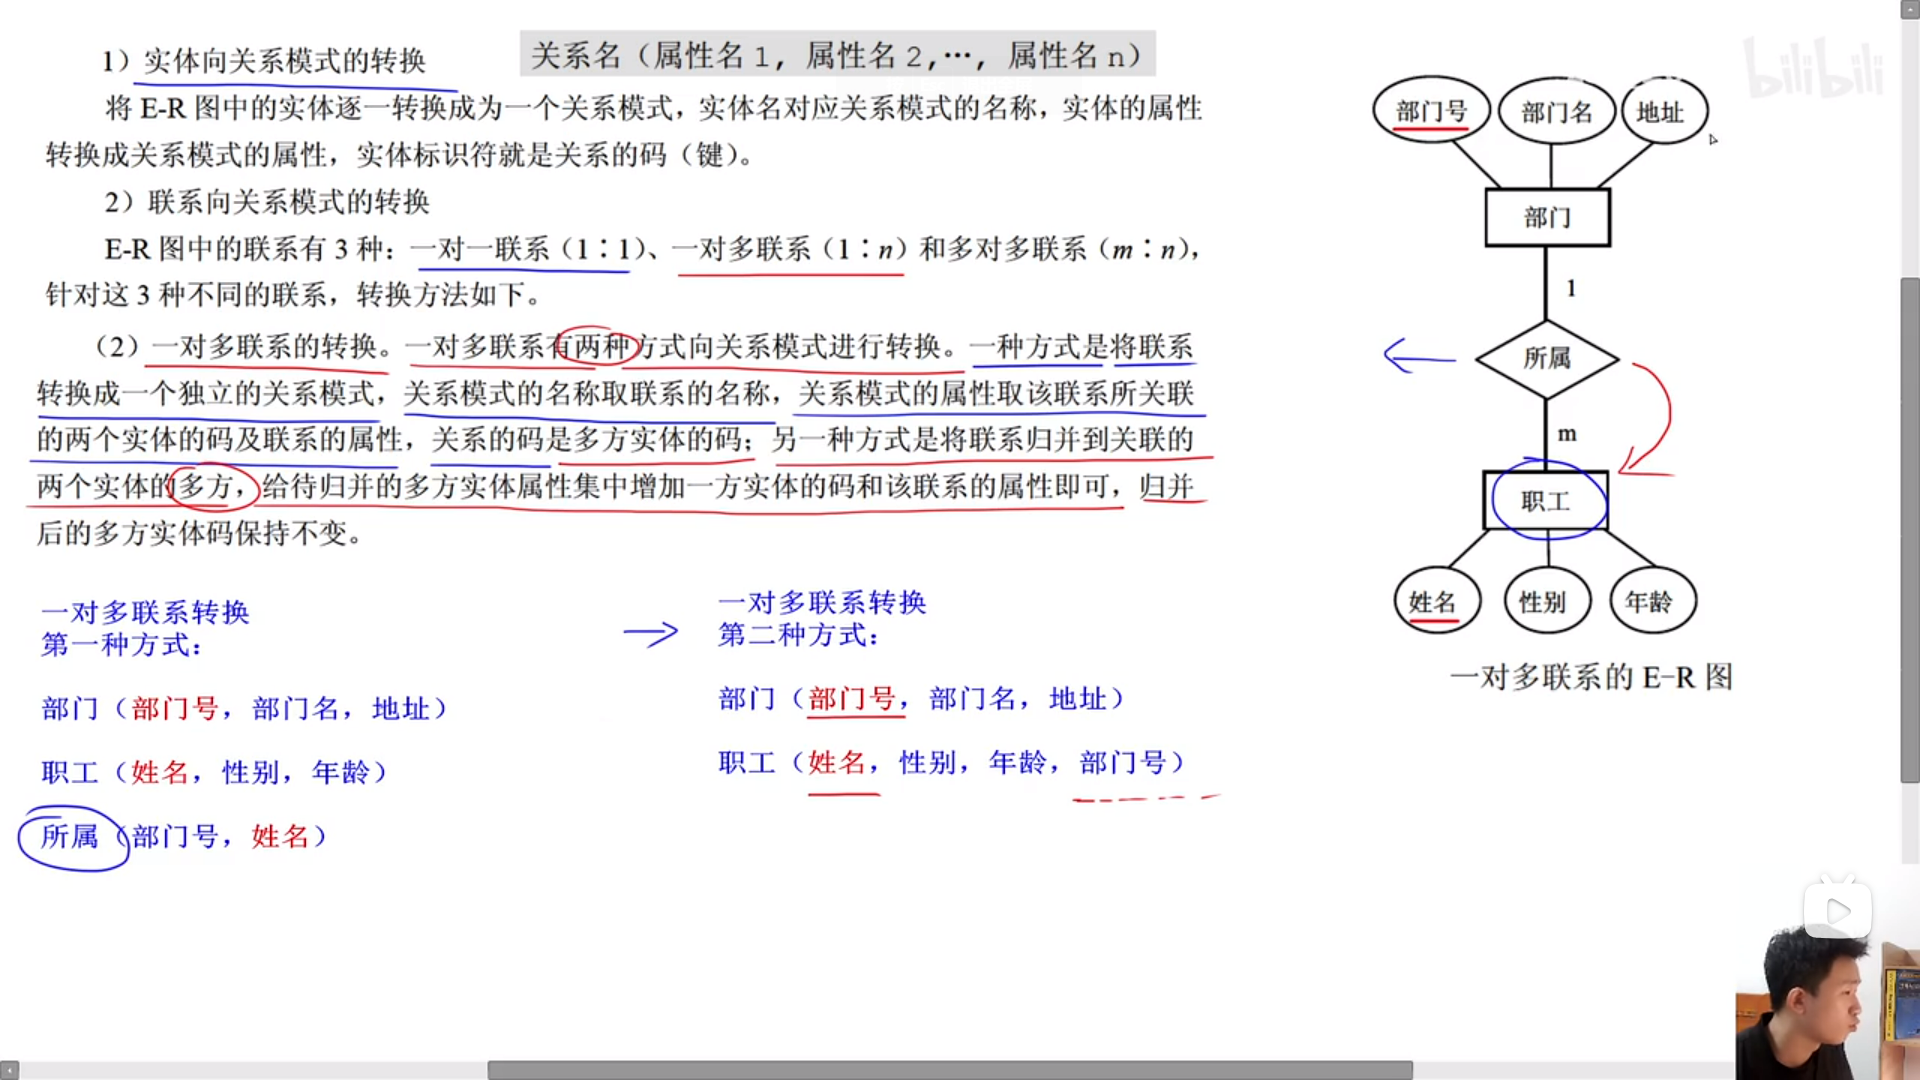 1）实体向关系模式的转换
关系名（属性名1，属性名2,…，属性名n）
将 E-R 图中的实体逐一转换成为一个关系模式，实体名对应关系模式的名称，实体的属性
转换成关系模式的属性，实体标识符就是关系的码（键）。
2）联系向关系模式的转换
E-R 图中的联系有 3 种：一对一联系（1∶1）、一对多联系（1∶n）和多对多联系（m∶n），
针对这 3 种不同的联系，转换方法如下。
（2）一对多联系的转换。一对多联系有两种方式向关系模式进行转换。一种方式是将联系
转换成一个独立的关系模式，关系模式的名称取联系的名称，关系模式的属性取该联系所关联
的两个实体的码及联系的属性，关系的码是多方实体的码；另一种方式是将联系归并到关联的
两个实体的多方，给待归并的多方实体属性集中增加一方实体的码和该联系的属性即可，归并
后的多方实体码保持不变。
一对多联系转换
第一种方式：
部门（部门号，部门名，地址）
职工（姓名，性别，年龄）
所属（部门号，姓名）
一对多联系转换
第二种方式：
部门（部门号，部门名，地址）
职工（姓名，性别，年龄，部门号）
bilibili
部门号
部门名
地址
部门
1
所属
m
职工
姓名
性别
年龄
一对多联系的 E-R 图